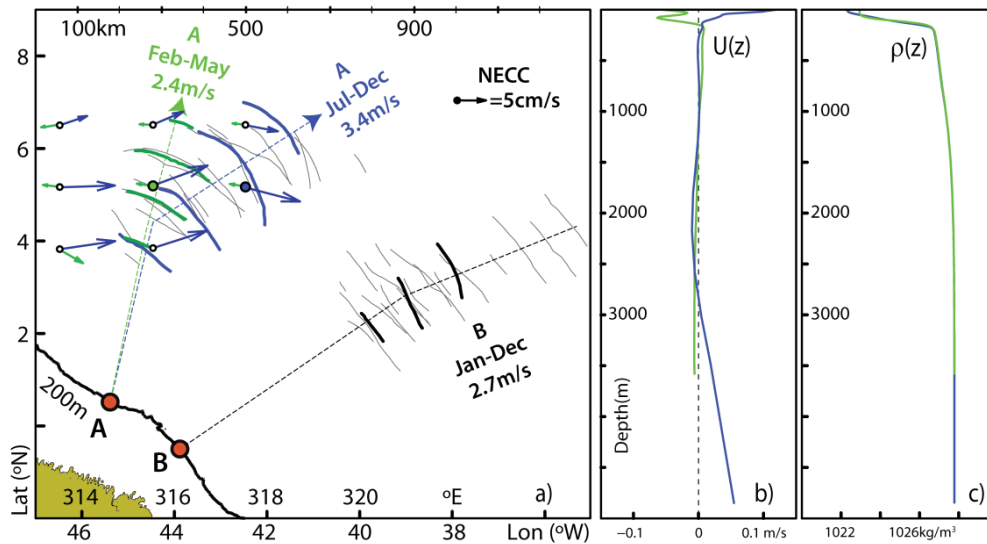 100km 500 900
8
A
Feb-May
2.4m/s
A
Jul-Dec
3.4m/s
NECC
=5cm/s
6
4
2
B
Jan-Dec
2.7m/s
200m
A
B
Lat (ºN)
314 316 318 320 ºE a)
46 44 42 40 38 Lon (ºW)
U(z)
1000
2000
3000
Depth(m)
b)
−0.1 0 0.1 m/s
ρ(z)
1000
2000
3000
c)
1022 1026kg/m³